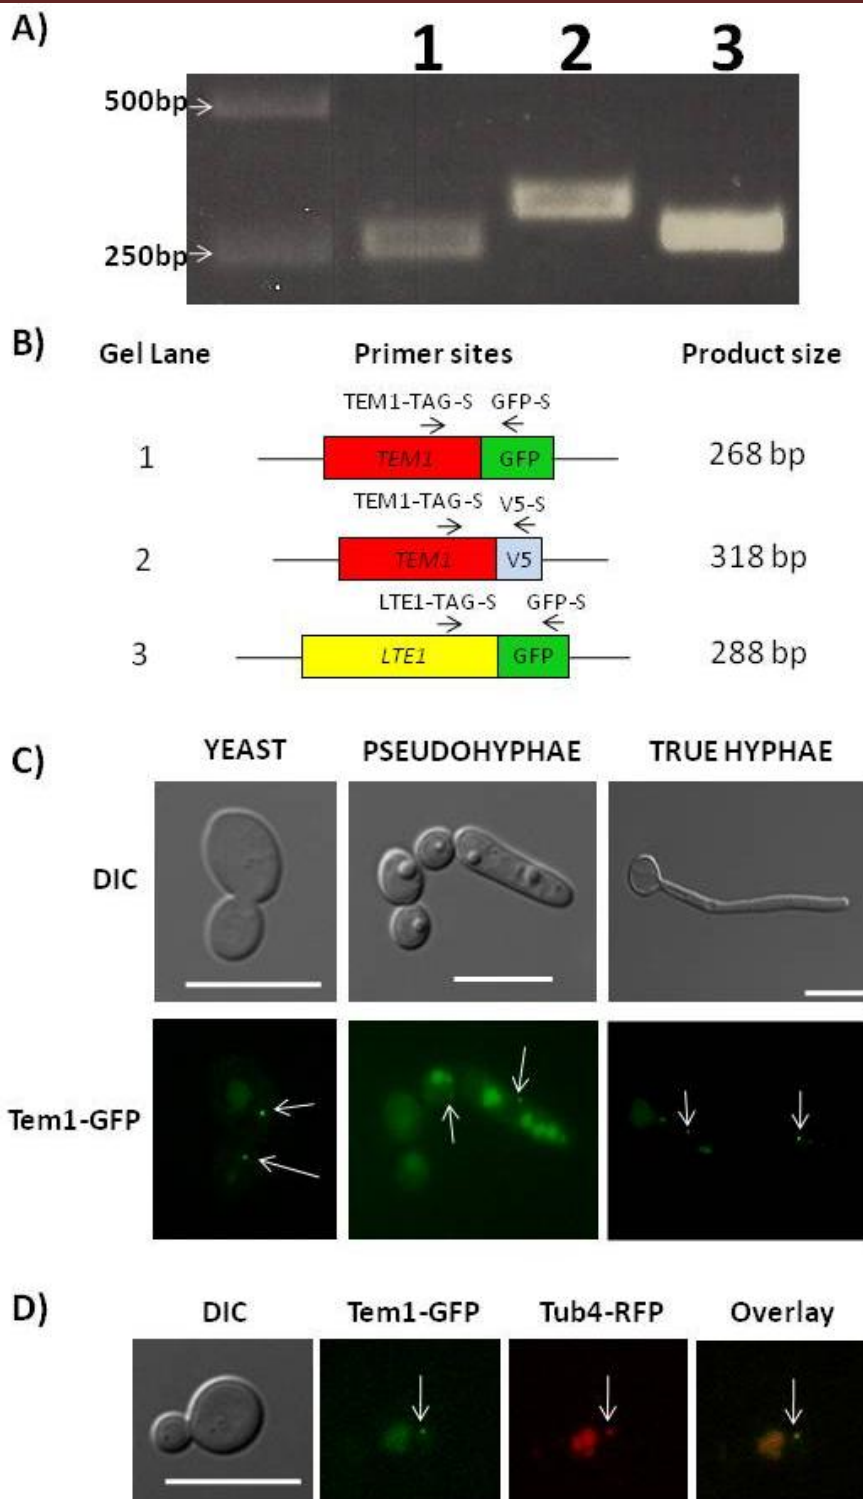 A)
1 2 3
500bp
250bp
B)
Gel Lane Primer sites Product size
TEM1-TAG-S GFP-S
1 TEM1 GFP 268 bp
TEM1-TAG-S V5-S
2 TEM1 V5 318 bp
LTE1-TAG-S GFP-S
3 LTE1 GFP 288 bp
C)
YEAST PSEUDOHYPHAE TRUE HYPHAE
DIC
Tem1-GFP
D)
DIC Tem1-GFP Tub4-RFP Overlay